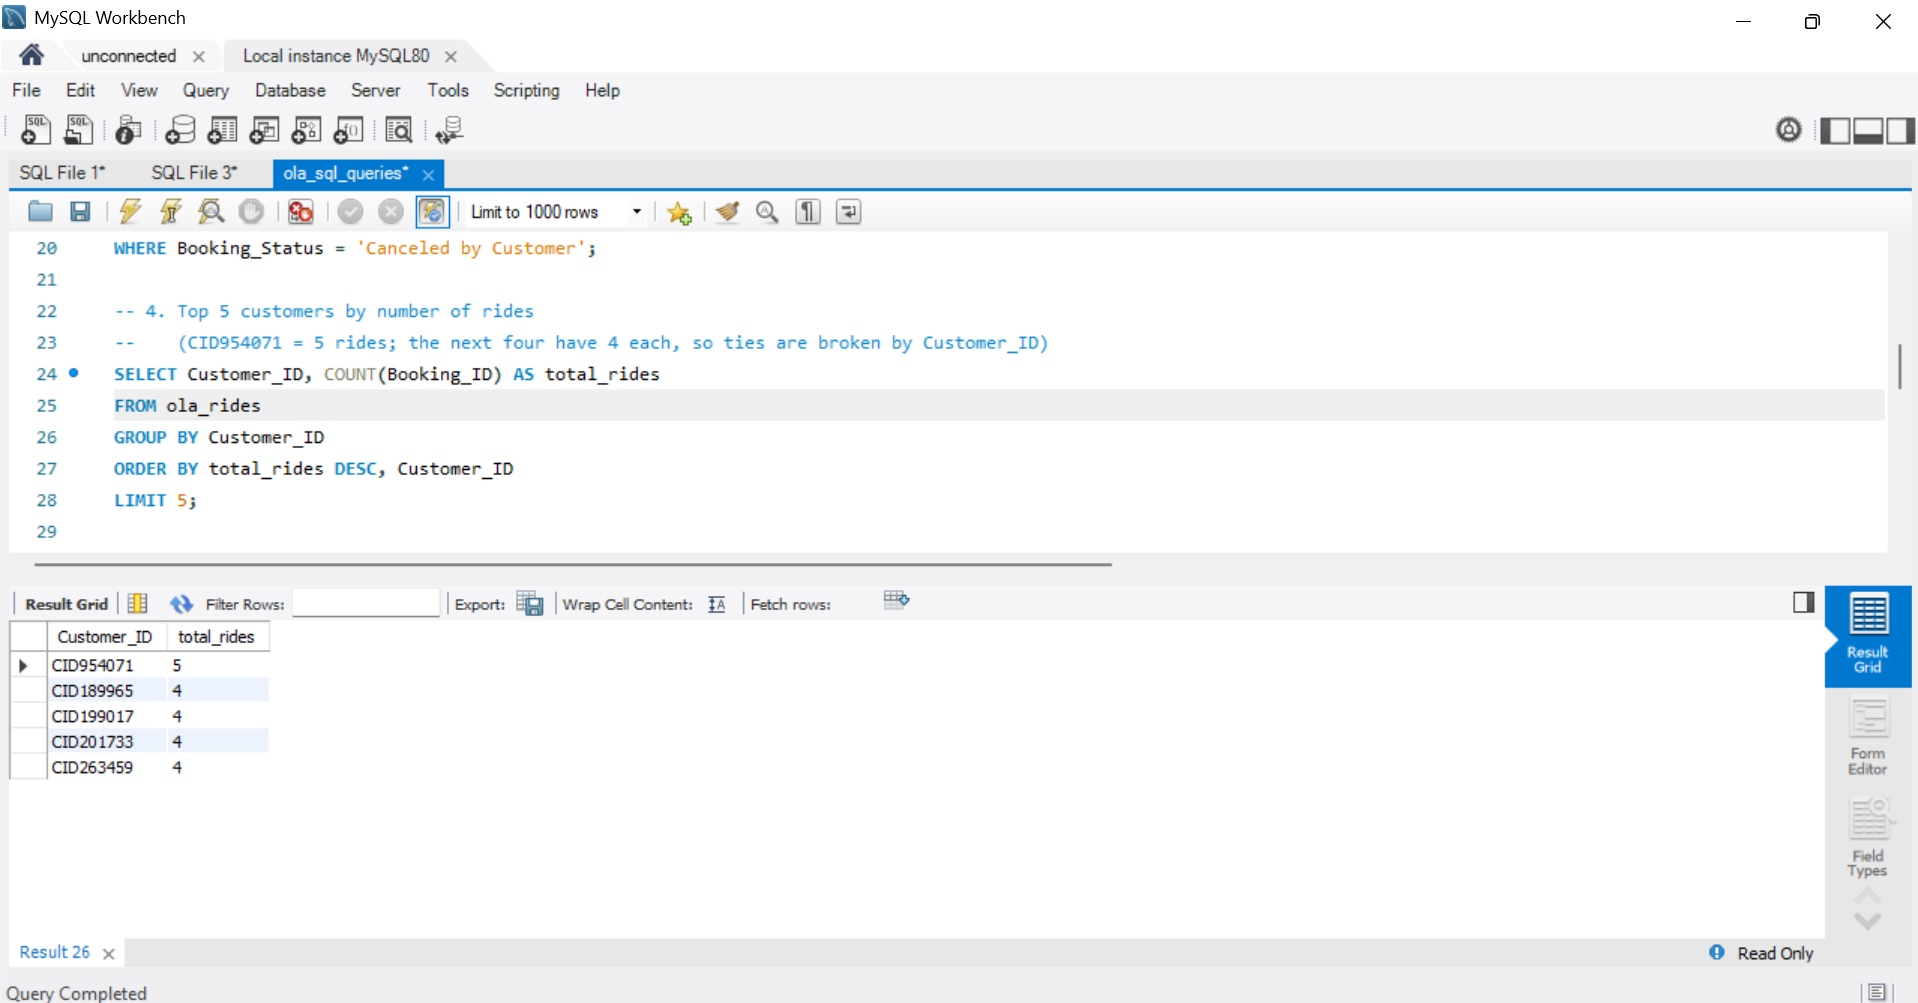 MySQL Workbench
unconnected
Local instance MySQL80
File Edit View Query Database Server Tools Scripting Help
SQL SQL
SQL File 1* SQL File 3* ola_sql_queries*
Limit to 1000 rows
20 WHERE Booking_Status = 'Canceled by Customer';
21
22 -- 4. Top 5 customers by number of rides
23 -- (CID954071 = 5 rides; the next four have 4 each, so ties are broken by Customer_ID)
24 SELECT Customer_ID, COUNT(Booking_ID) AS total_rides
25 FROM ola_rides
26 GROUP BY Customer_ID
27 ORDER BY total_rides DESC, Customer_ID
28 LIMIT 5;
29
Result Grid Filter Rows: Export: Wrap Cell Content: Fetch rows:
Customer_ID total_rides
CID954071 5
CID189965 4
CID199017 4
CID201733 4
CID263459 4
Result
Grid
Form
Editor
Field
Types
Result 26
Read Only
Query Completed